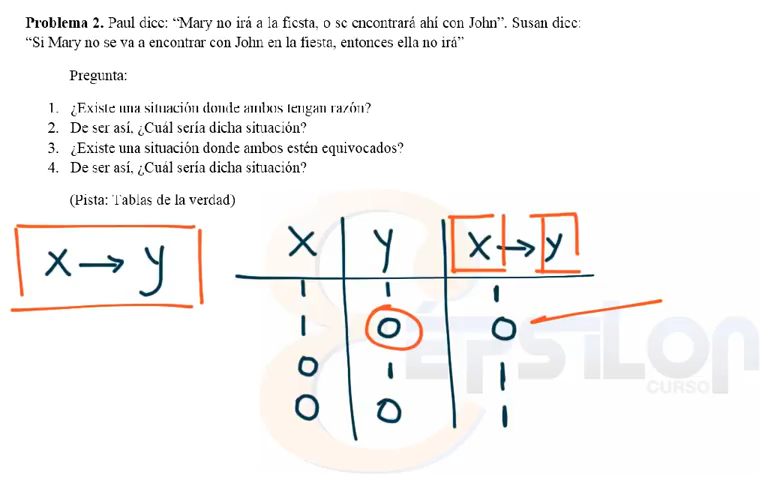 Problema 2. Paul dice: “Mary no irá a la fiesta, o se encontrará ahí con John”. Susan dice:
“Si Mary no se va a encontrar con John en la fiesta, entonces ella no irá”
Pregunta:
1. ¿Existe una situación donde ambos tengan razón?
2. De ser así, ¿Cuál sería dicha situación?
3. ¿Existe una situación donde ambos estén equivocados?
4. De ser así, ¿Cuál sería dicha situación?
(Pista: Tablas de la verdad)
x → y
x y x → y
1 1 1
1 0 0
0 1 1
0 0 1
ÉPSILON
CURSO